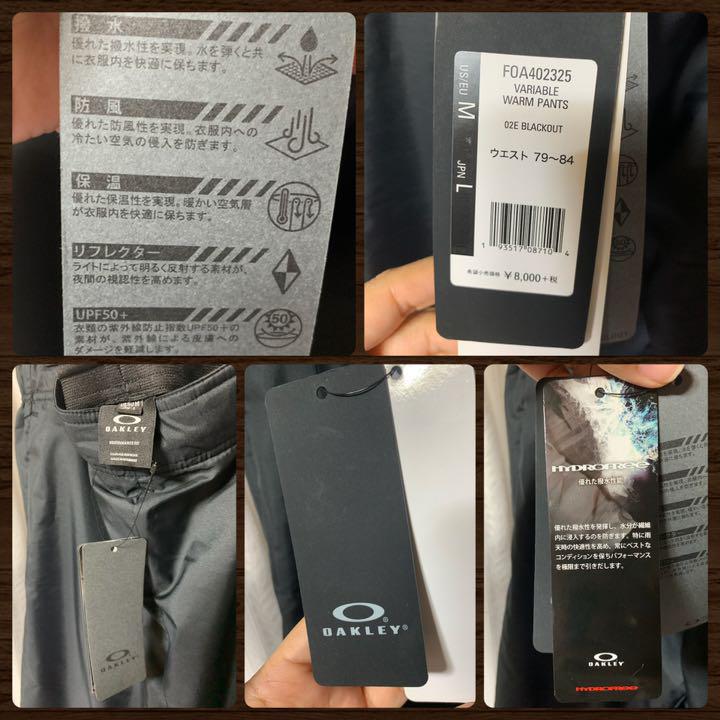 撥水
優れた撥水性を実現。水を弾くと共
に衣服内を快適に保ちます。
防風
優れた防風性を実現。衣服内への
冷たい空気の侵入を防ぎます。
保温
優れた保温性を実現。暖かい空気層
が衣服内を快適に保ちます。
リフレクター
ライトによって明るく反射する素材が、
夜間の視認性を高めます。
UPF50+
50
衣類の紫外線防止指数UPF50+の
素材が、紫外線による皮膚への
ダメージを軽減します。
US/EU M
JPN L
FOA402325
VARIABLE
WARM PANTS
02E BLACKOUT
ウエスト 79～84
1 93517 08710 4
希望小売価格 ¥8,000+税
OAKLEY
OAKLEY®
HYDROFREE
優れた撥水性能
優れた撥水性を発揮し、水分が繊維
内に浸入するのを防ぎます。特に雨
天時の快適性を高め、常にベストな
コンディションを保ちパフォーマンス
を極限まで引きだします。
OAKLEY
HYDROFREE